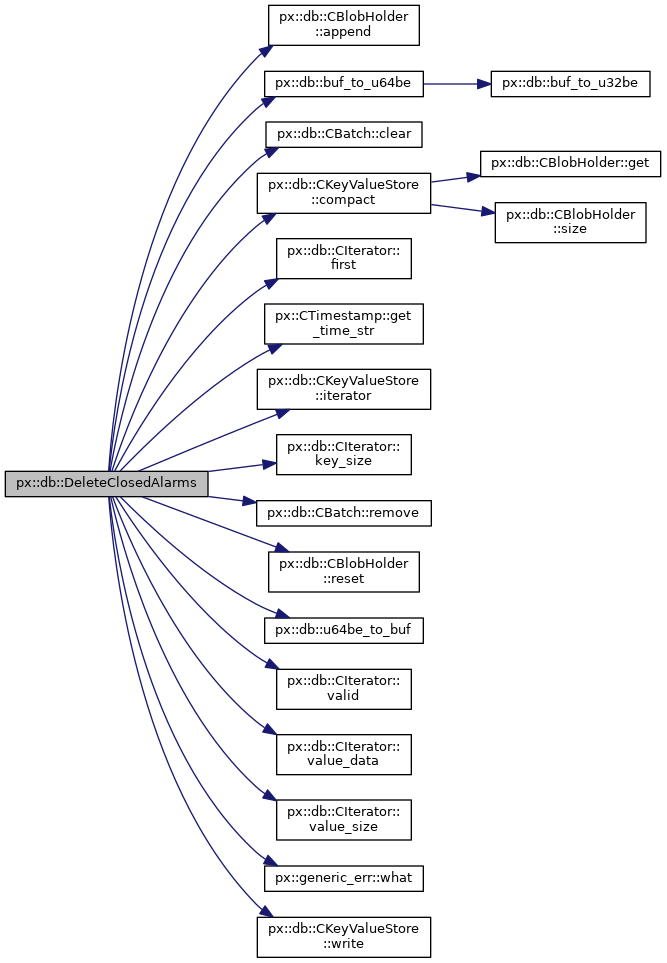 px::db::CBlobHolder
::append
px::db::buf_to_u64be
px::db::buf_to_u32be
px::db::CBatch::clear
px::db::CKeyValueStore
::compact
px::db::CBlobHolder::get
px::db::CBlobHolder
::size
px::db::CIterator::
first
px::CTimestamp::get
_time_str
px::db::CKeyValueStore
::iterator
px::db::CIterator::
key_size
px::db::DeleteClosedAlarms
px::db::CBatch::remove
px::db::CBlobHolder
::reset
px::db::u64be_to_buf
px::db::CIterator::
valid
px::db::CIterator::
value_data
px::db::CIterator::
value_size
px::generic_err::what
px::db::CKeyValueStore
::write